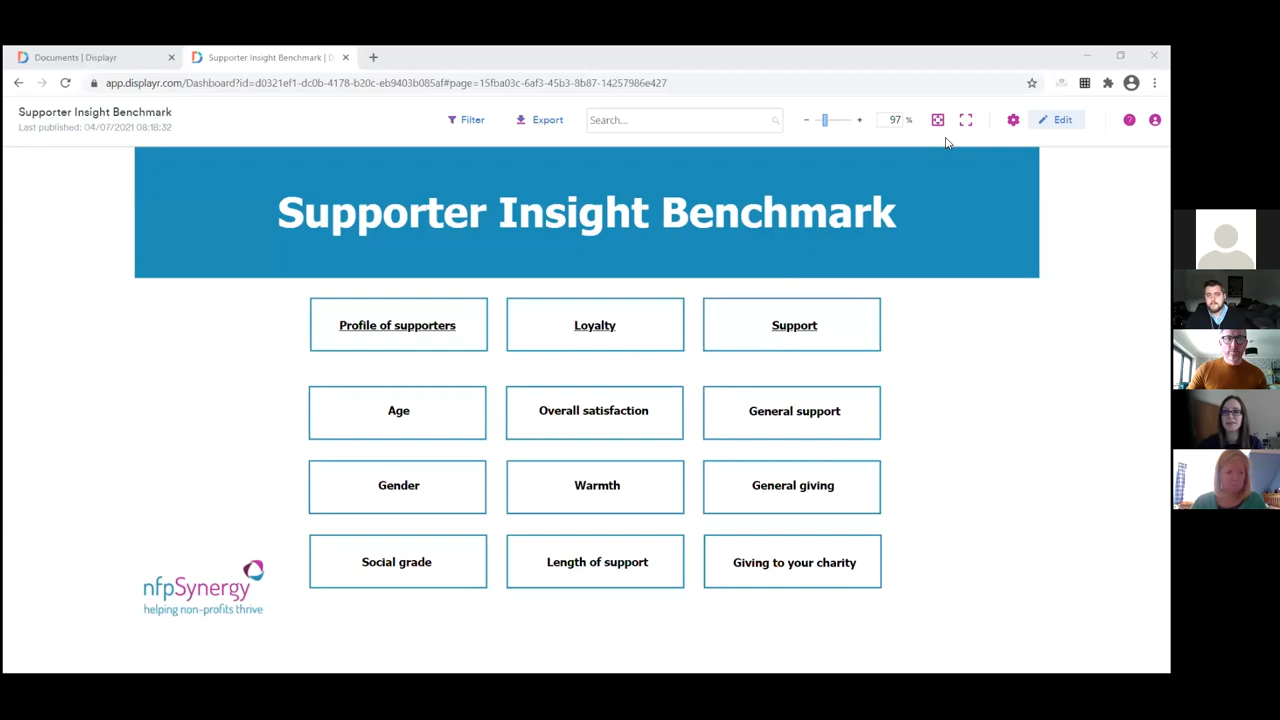 Documents | Displayr
Supporter Insight Benchmark | D
app.displayr.com/Dashboard?id=d0321ef1-dc0b-4178-b20c-eb9403b085af#page=15fba03c-6af3-45b3-8b87-14257986e427
Supporter Insight Benchmark
Last published: 04/07/2021 08:18:32
Filter
Export
Search...
97 %
Edit
Supporter Insight Benchmark
Profile of supporters
Loyalty
Support
Age
Overall satisfaction
General support
Gender
Warmth
General giving
Social grade
Length of support
Giving to your charity
nfpSynergy
helping non-profits thrive